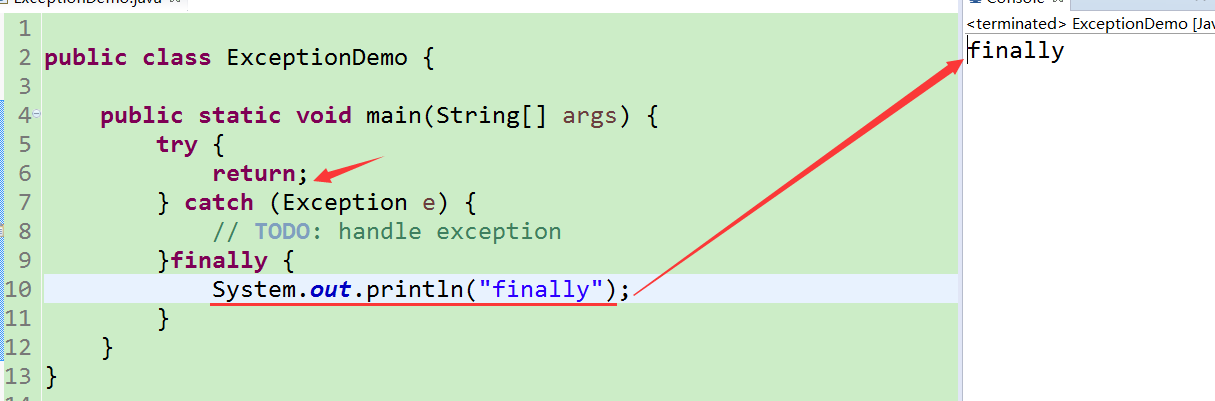 ExceptionDemo.java
1
2 public class ExceptionDemo {
3
4     public static void main(String[] args) {
5         try {
6             return;
7         } catch (Exception e) {
8             // TODO: handle exception
9         }finally {
10             System.out.println("finally");
11         }
12     }
13 }
Console
<terminated> ExceptionDemo [Jav
finally